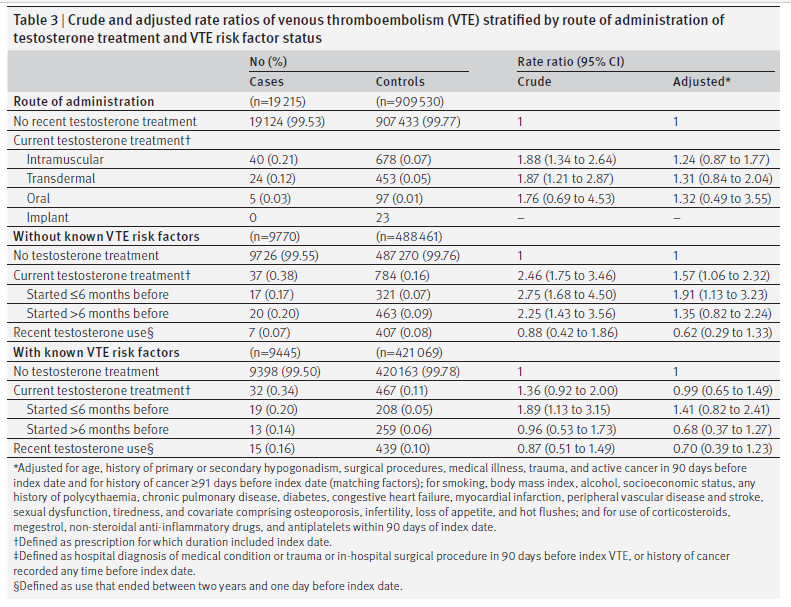 Table 3 | Crude and adjusted rate ratios of venous thromboembolism (VTE) stratified by route of administration of
testosterone treatment and VTE risk factor status
No (%) Rate ratio (95% CI)
Cases Controls Crude Adjusted*
Route of administration (n=19 215) (n=909 530)
No recent testosterone treatment 19 124 (99.53) 907 433 (99.77) 1 1
Current testosterone treatment†
Intramuscular 40 (0.21) 678 (0.07) 1.88 (1.34 to 2.64) 1.24 (0.87 to 1.77)
Transdermal 24 (0.12) 453 (0.05) 1.87 (1.21 to 2.87) 1.31 (0.84 to 2.04)
Oral 5 (0.03) 97 (0.01) 1.76 (0.69 to 4.53) 1.32 (0.49 to 3.55)
Implant 0 23 – –
Without known VTE risk factors (n=9770) (n=488 461)
No testosterone treatment 9726 (99.55) 487 270 (99.76) 1 1
Current testosterone treatment† 37 (0.38) 784 (0.16) 2.46 (1.75 to 3.46) 1.57 (1.06 to 2.32)
Started ≤6 months before 17 (0.17) 321 (0.07) 2.75 (1.68 to 4.50) 1.91 (1.13 to 3.23)
Started >6 months before 20 (0.20) 463 (0.09) 2.25 (1.43 to 3.56) 1.35 (0.82 to 2.24)
Recent testosterone use§ 7 (0.07) 407 (0.08) 0.88 (0.42 to 1.86) 0.62 (0.29 to 1.33)
With known VTE risk factors (n=9445) (n=421 069)
No testosterone treatment 9398 (99.50) 420 163 (99.78) 1 1
Current testosterone treatment† 32 (0.34) 467 (0.11) 1.36 (0.92 to 2.00) 0.99 (0.65 to 1.49)
Started ≤6 months before 19 (0.20) 208 (0.05) 1.89 (1.13 to 3.15) 1.41 (0.82 to 2.41)
Started >6 months before 13 (0.14) 259 (0.06) 0.96 (0.53 to 1.73) 0.68 (0.37 to 1.27)
Recent testosterone use§ 15 (0.16) 439 (0.10) 0.87 (0.51 to 1.49) 0.70 (0.39 to 1.23)
*Adjusted for age, history of primary or secondary hypogonadism, surgical procedures, medical illness, trauma, and active cancer in 90 days before
index date and for history of cancer ≥91 days before index date (matching factors); for smoking, body mass index, alcohol, socioeconomic status, any
history of polycythaemia, chronic pulmonary disease, diabetes, congestive heart failure, myocardial infarction, peripheral vascular disease and stroke,
sexual dysfunction, tiredness, and covariate comprising osteoporosis, infertility, loss of appetite, and hot flushes; and for use of corticosteroids,
megestrol, non-steroidal anti-inflammatory drugs, and antiplatelets within 90 days of index date.
†Defined as prescription for which duration included index date.
‡Defined as hospital diagnosis of medical condition or trauma or in-hospital surgical procedure in 90 days before index VTE, or history of cancer
recorded any time before index date.
§Defined as use that ended between two years and one day before index date.